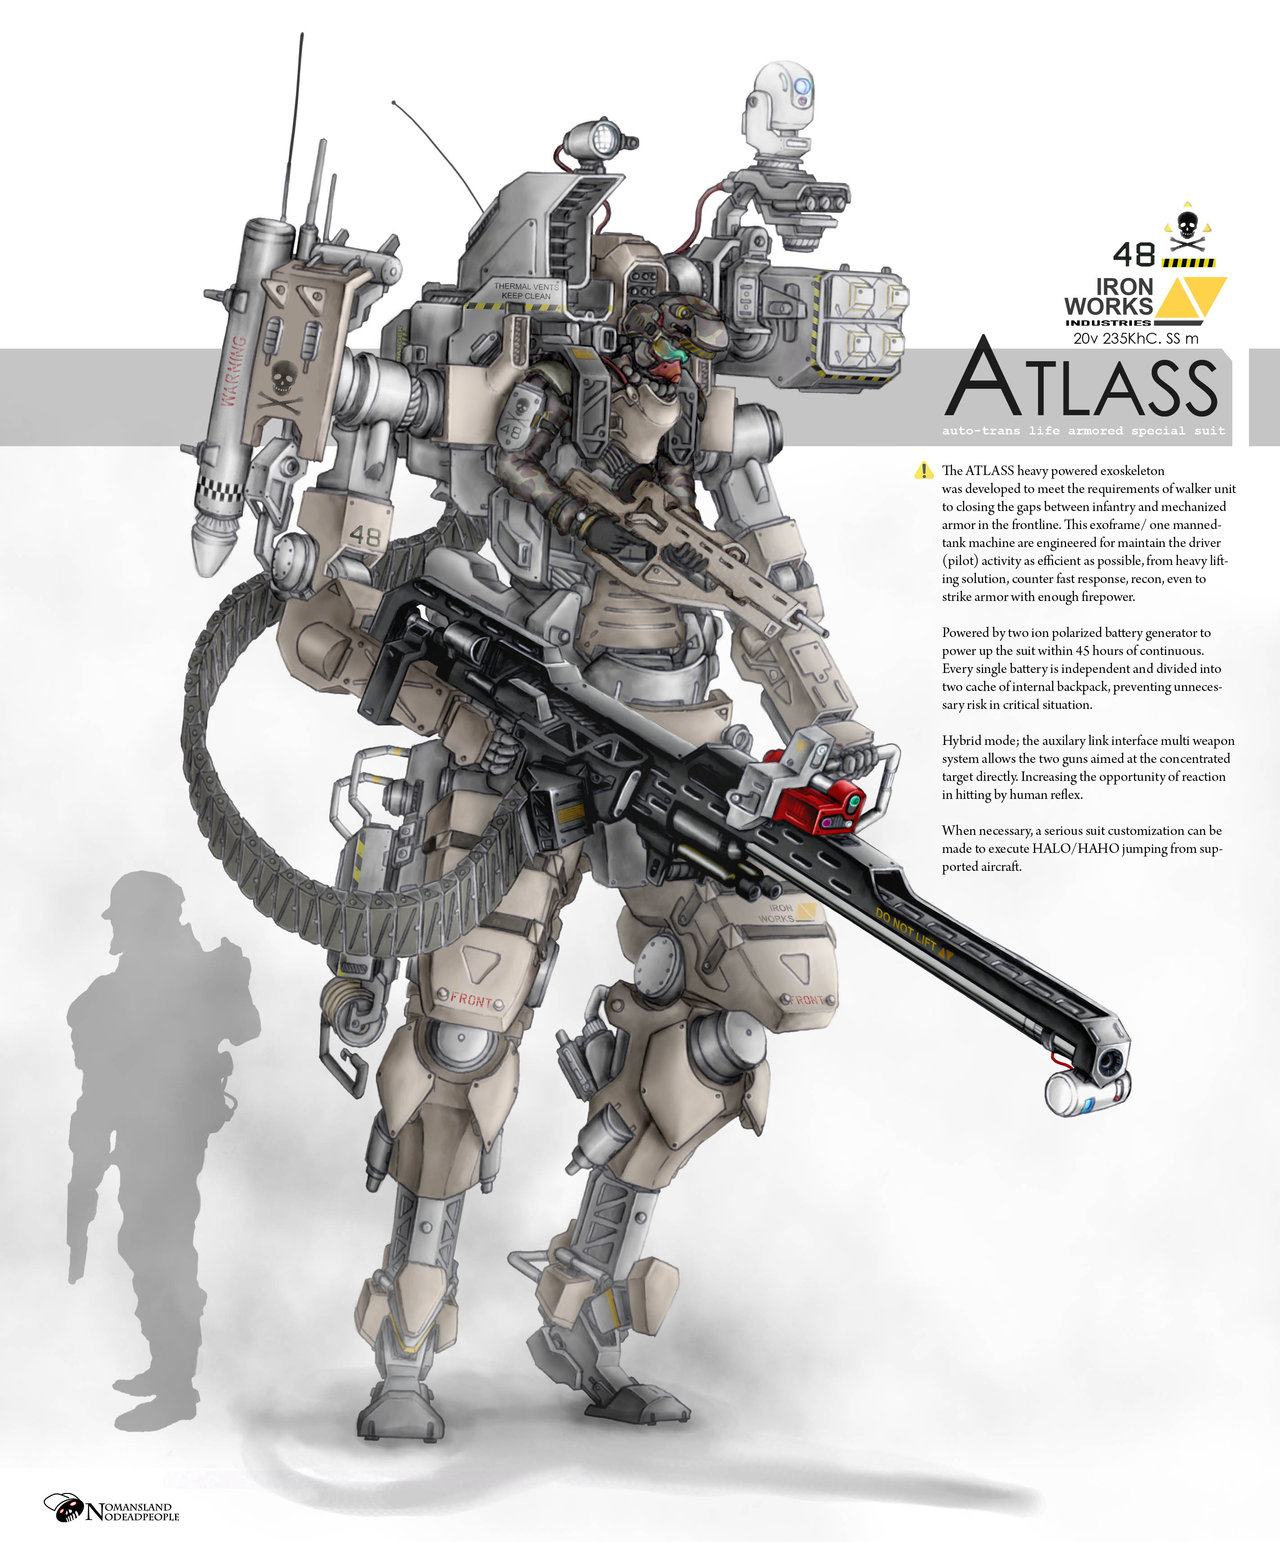 48
IRON
WORKS
INDUSTRIES
20v 235KhC. SS m
ATLASS
auto-trans life armored special suit
The ATLASS heavy powered exoskeleton
was developed to meet the requirements of walker unit
to closing the gaps between infantry and mechanized
armor in the frontline. This exoframe/ one manned-
tank machine are engineered for maintain the driver
(pilot) activity as efficient as possible, from heavy lift-
ing solution, counter fast response, recon, even to
strike armor with enough firepower.
Powered by two ion polarized battery generator to
power up the suit within 45 hours of continuous.
Every single battery is independent and divided into
two cache of internal backpack, preventing unneces-
sary risk in critical situation.
Hybrid mode; the auxilary link interface multi weapon
system allows the two guns aimed at the concentrated
target directly. Increasing the opportunity of reaction
in hitting by human reflex.
When necessary, a serious suit customization can be
made to execute HALO/HAHO jumping from sup-
ported aircraft.
THERMAL VENTS
KEEP CLEAN
WARNING
48
48
IRON
WORKS
DO NOT LIFT
FRONT
FRONT
NOMANSLAND
NODEADPEOPLE